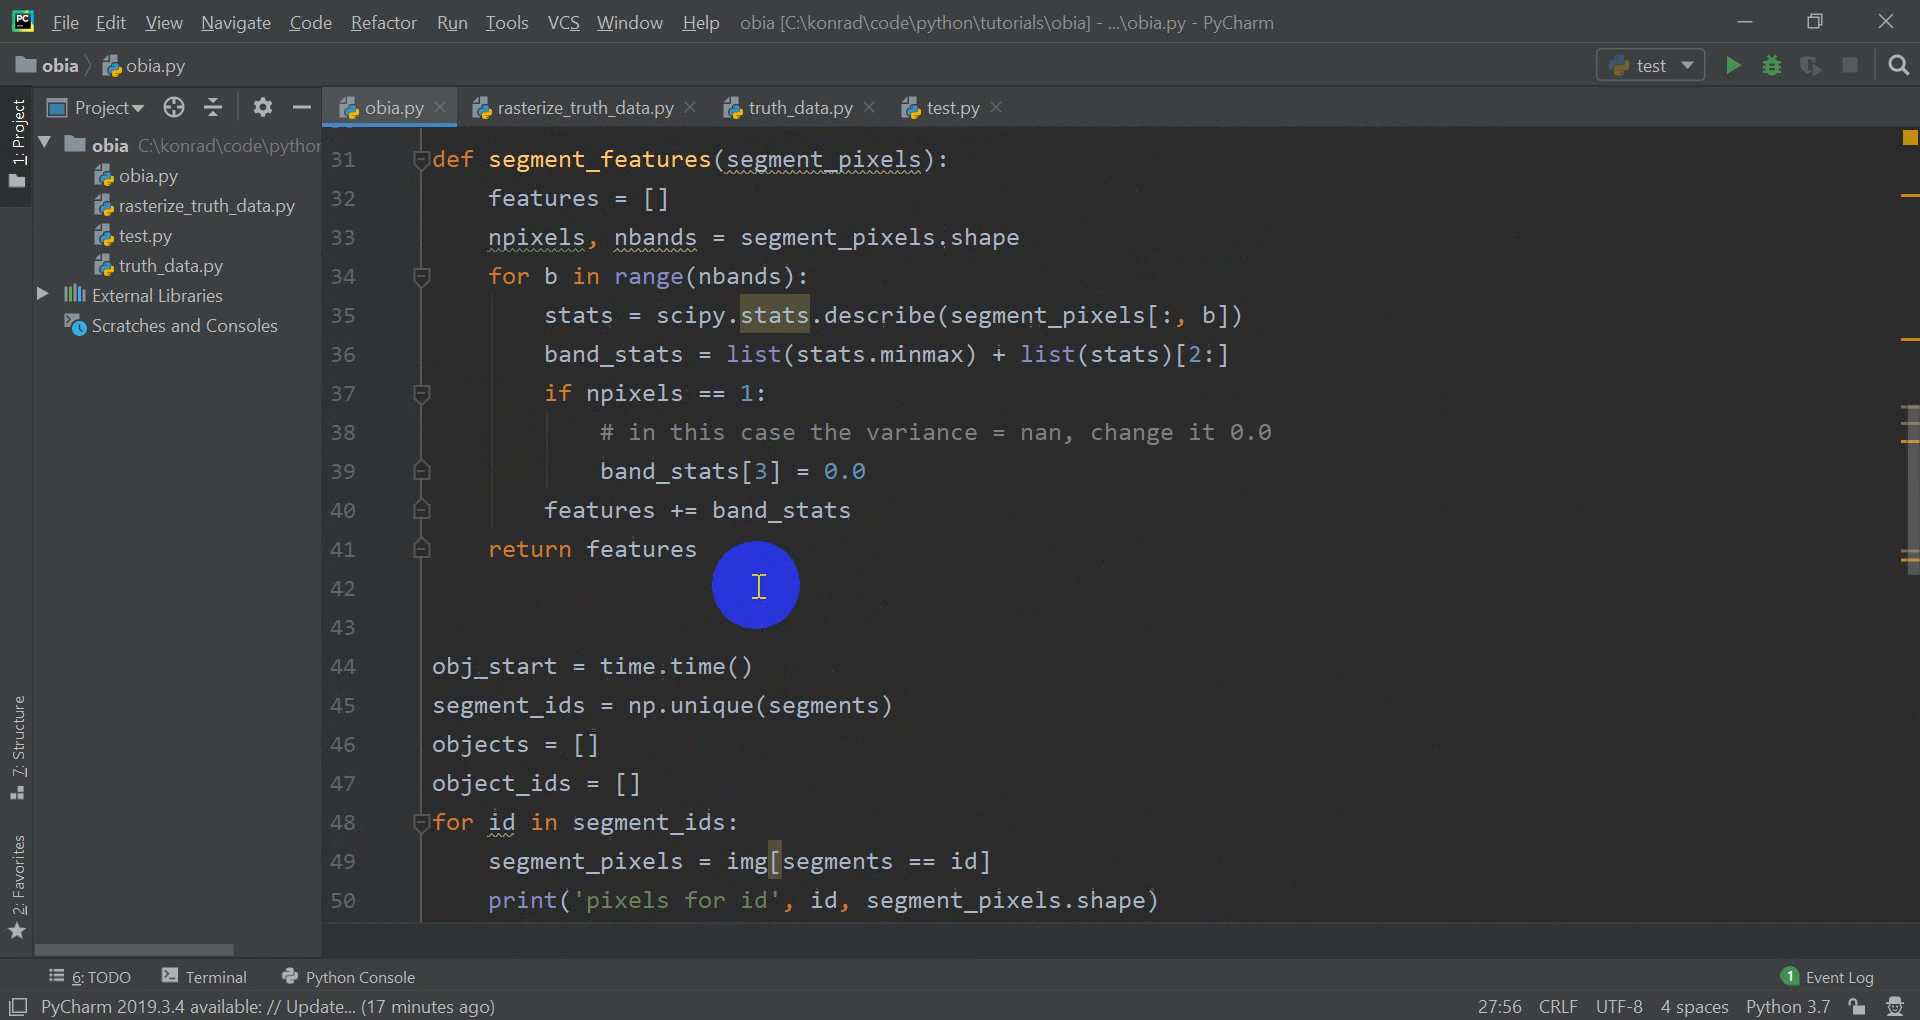 File Edit View Navigate Code Refactor Run Tools VCS Window Help obia [C:\konrad\code\python\tutorials\obia] - ...\obia.py - PyCharm
obia obia.py test
1: Project
Project
obia.py rasterize_truth_data.py truth_data.py test.py
obia C:\konrad\code\python
obia.py
rasterize_truth_data.py
test.py
truth_data.py
External Libraries
Scratches and Consoles
7: Structure
2: Favorites
31 def segment_features(segment_pixels):
32 features = []
33 npixels, nbands = segment_pixels.shape
34 for b in range(nbands):
35 stats = scipy.stats.describe(segment_pixels[:, b])
36 band_stats = list(stats.minmax) + list(stats)[2:]
37 if npixels == 1:
38 # in this case the variance = nan, change it 0.0
39 band_stats[3] = 0.0
40 features += band_stats
41 return features
42
43
44 obj_start = time.time()
45 segment_ids = np.unique(segments)
46 objects = []
47 object_ids = []
48 for id in segment_ids:
49 segment_pixels = img[segments == id]
50 print('pixels for id', id, segment_pixels.shape)
6: TODO Terminal Python Console 1 Event Log
PyCharm 2019.3.4 available: // Update... (17 minutes ago) 27:56 CRLF UTF-8 4 spaces Python 3.7